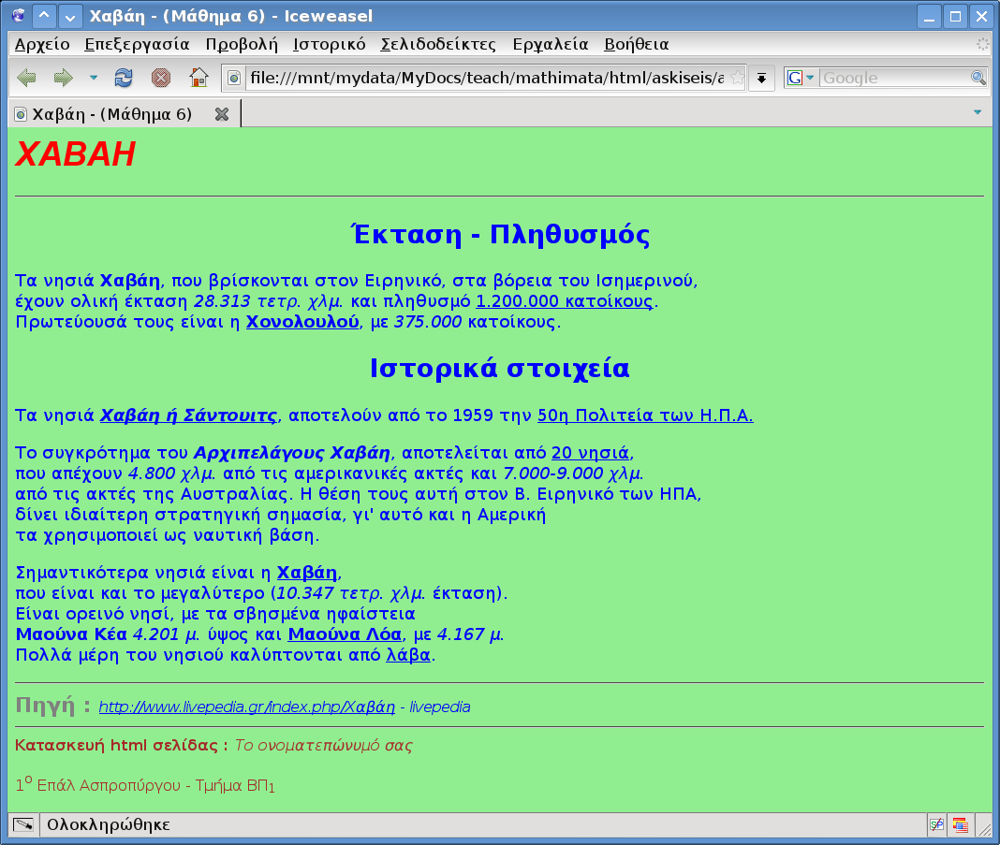 Χαβάη - (Μάθημα 6) - Iceweasel
Αρχείο Επεξεργασία Προβολή Ιστορικό Σελιδοδείκτες Εργαλεία Βοήθεια
file:///mnt/mydata/MyDocs/teach/mathimata/html/askiseis/a
G Google
Χαβάη - (Μάθημα 6)
ΧΑΒΑΗ
Έκταση - Πληθυσμός
Τα νησιά Χαβάη, που βρίσκονται στον Ειρηνικό, στα βόρεια του Ισημερινού,
έχουν ολική έκταση 28.313 τετρ. χλμ. και πληθυσμό 1.200.000 κατοίκους.
Πρωτεύουσά τους είναι η Χονολουλού, με 375.000 κατοίκους.
Ιστορικά στοιχεία
Τα νησιά Χαβάη ή Σάντουιτς, αποτελούν από το 1959 την 50η Πολιτεία των Η.Π.Α.
Το συγκρότημα του Αρχιπελάγους Χαβάη, αποτελείται από 20 νησιά,
που απέχουν 4.800 χλμ. από τις αμερικανικές ακτές και 7.000-9.000 χλμ.
από τις ακτές της Αυστραλίας. Η θέση τους αυτή στον Β. Ειρηνικό των ΗΠΑ,
δίνει ιδιαίτερη στρατηγική σημασία, γι' αυτό και η Αμερική
τα χρησιμοποιεί ως ναυτική βάση.
Σημαντικότερα νησιά είναι η Χαβάη,
που είναι και το μεγαλύτερο (10.347 τετρ. χλμ. έκταση).
Είναι ορεινό νησί, με τα σβησμένα ηφαίστεια
Μαούνα Κέα 4.201 μ. ύψος και Μαούνα Λόα, με 4.167 μ.
Πολλά μέρη του νησιού καλύπτονται από λάβα.
Πηγή : http://www.livepedia.gr/index.php/Χαβάη - livepedia
Κατασκευή html σελίδας : Το ονοματεπώνυμό σας
1ο Επάλ Ασπροπύργου - Τμήμα ΒΠ1
Ολοκληρώθηκε